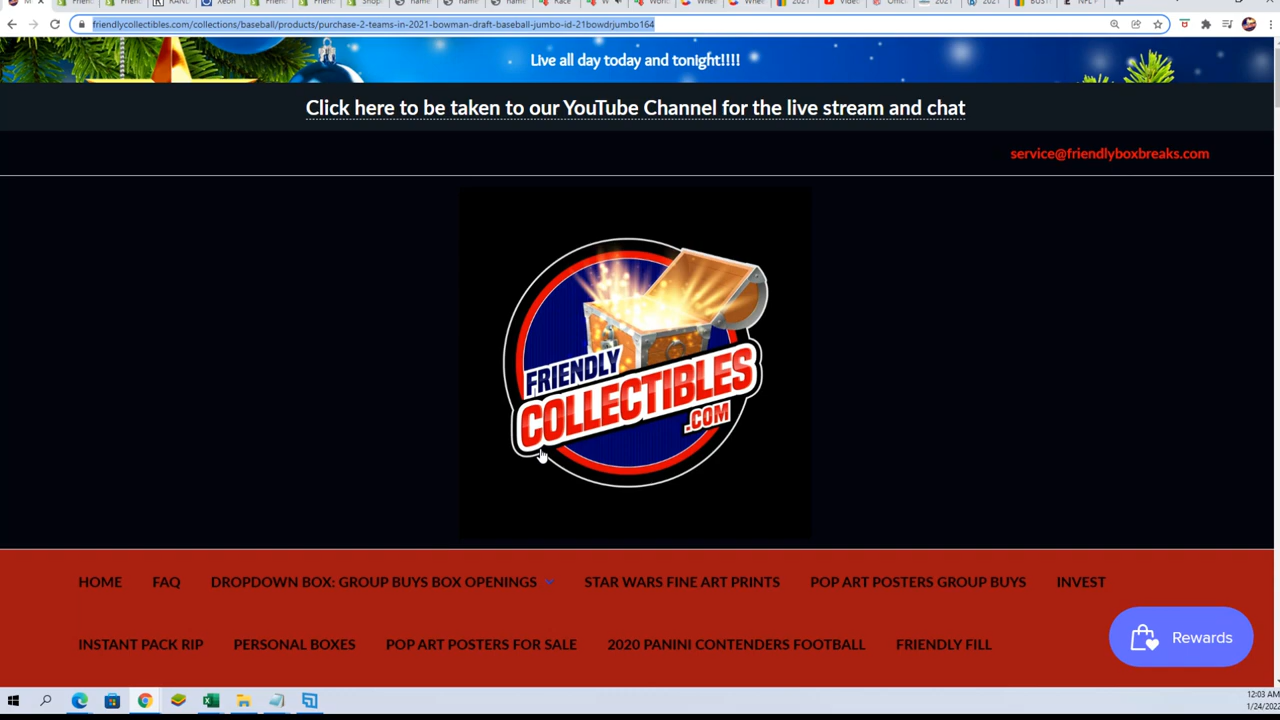 friendlycollectibles.com/collections/baseball/products/purchase-2-teams-in-2021-bowman-draft-baseball-jumbo-id-21bowdrjumbo164
Live all day today and tonight!!!!
Click here to be taken to our YouTube Channel for the live stream and chat
service@friendlyboxbreaks.com
FRIENDLY
COLLECTIBLES
.COM
HOME FAQ DROPDOWN BOX: GROUP BUYS BOX OPENINGS STAR WARS FINE ART PRINTS POP ART POSTERS GROUP BUYS INVEST
INSTANT PACK RIP PERSONAL BOXES POP ART POSTERS FOR SALE 2020 PANINI CONTENDERS FOOTBALL FRIENDLY FILL
Rewards
12:03 AM